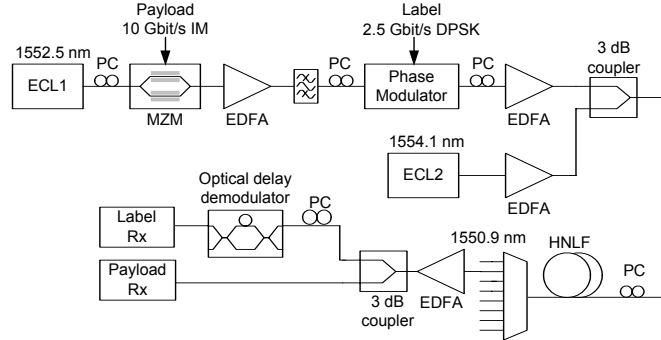 Payload
10 Gbit/s IM
Label
2.5 Gbit/s DPSK
1552.5 nm
PC
PC
PC
3 dB
coupler
ECL1
Phase
Modulator
MZM
EDFA
EDFA
1554.1 nm
ECL2
EDFA
Optical delay
demodulator
PC
Label
Rx
1550.9 nm
HNLF
PC
Payload
Rx
3 dB
coupler
EDFA